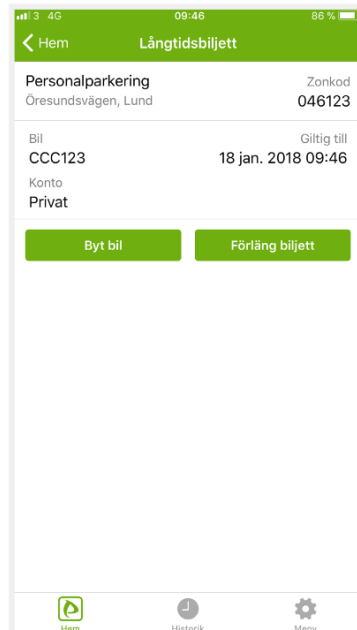 3 4G 09:46 86 %
Hem Långtidsbiljett
Personalparkering Zonkod
Öresundsvägen, Lund 046123
Bil Giltig till
CCC123 18 jan. 2018 09:46
Konto
Privat
Byt bil Förläng biljett
Hem Historik Meny